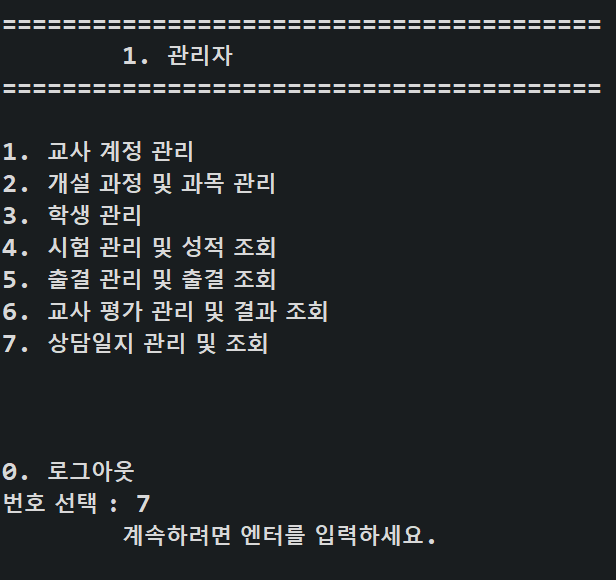 ========================================
1. 관리자
========================================
1. 교사 계정 관리
2. 개설 과정 및 과목 관리
3. 학생 관리
4. 시험 관리 및 성적 조회
5. 출결 관리 및 출결 조회
6. 교사 평가 관리 및 결과 조회
7. 상담일지 관리 및 조회
0. 로그아웃
번호 선택 : 7
계속하려면 엔터를 입력하세요.